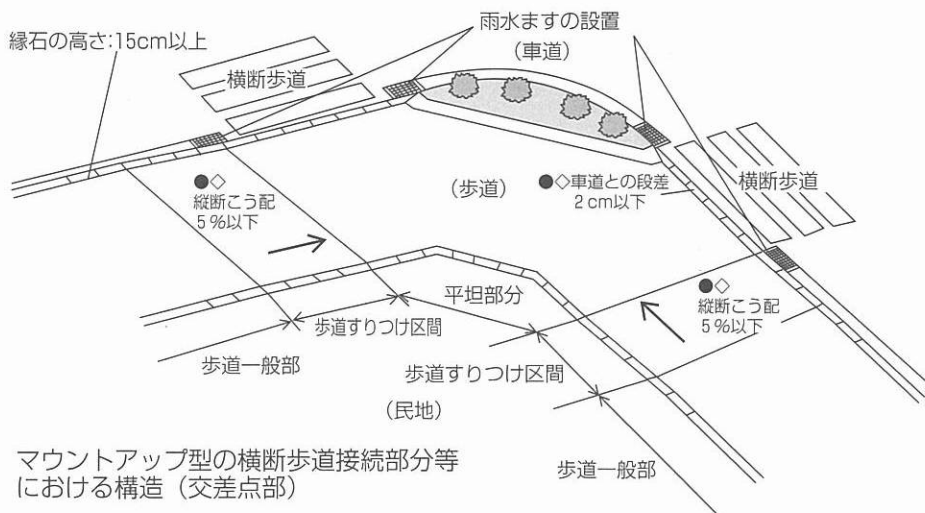 雨水ますの設置
縁石の高さ:15cm以上
(車道)
横断歩道
●◇
縦断こう配
5%以下
(歩道)
●◇車道との段差
2cm以下
横断歩道
●◇
縦断こう配
5%以下
平坦部分
歩道すりつけ区間
歩道一般部
歩道すりつけ区間
(民地)
歩道一般部
マウントアップ型の横断歩道接続部分等
における構造(交差点部)